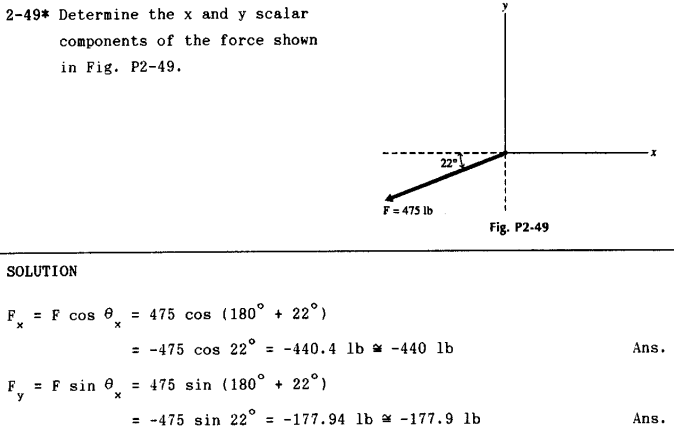 2-49* Determine the x and y scalar
components of the force shown
in Fig. P2-49.
y
x
22°
F = 475 lb
Fig. P2-49
SOLUTION
F_x = F cos θ_x = 475 cos (180° + 22°)
= -475 cos 22° = -440.4 lb ≅ -440 lb Ans.
F_y = F sin θ_x = 475 sin (180° + 22°)
= -475 sin 22° = -177.94 lb ≅ -177.9 lb Ans.